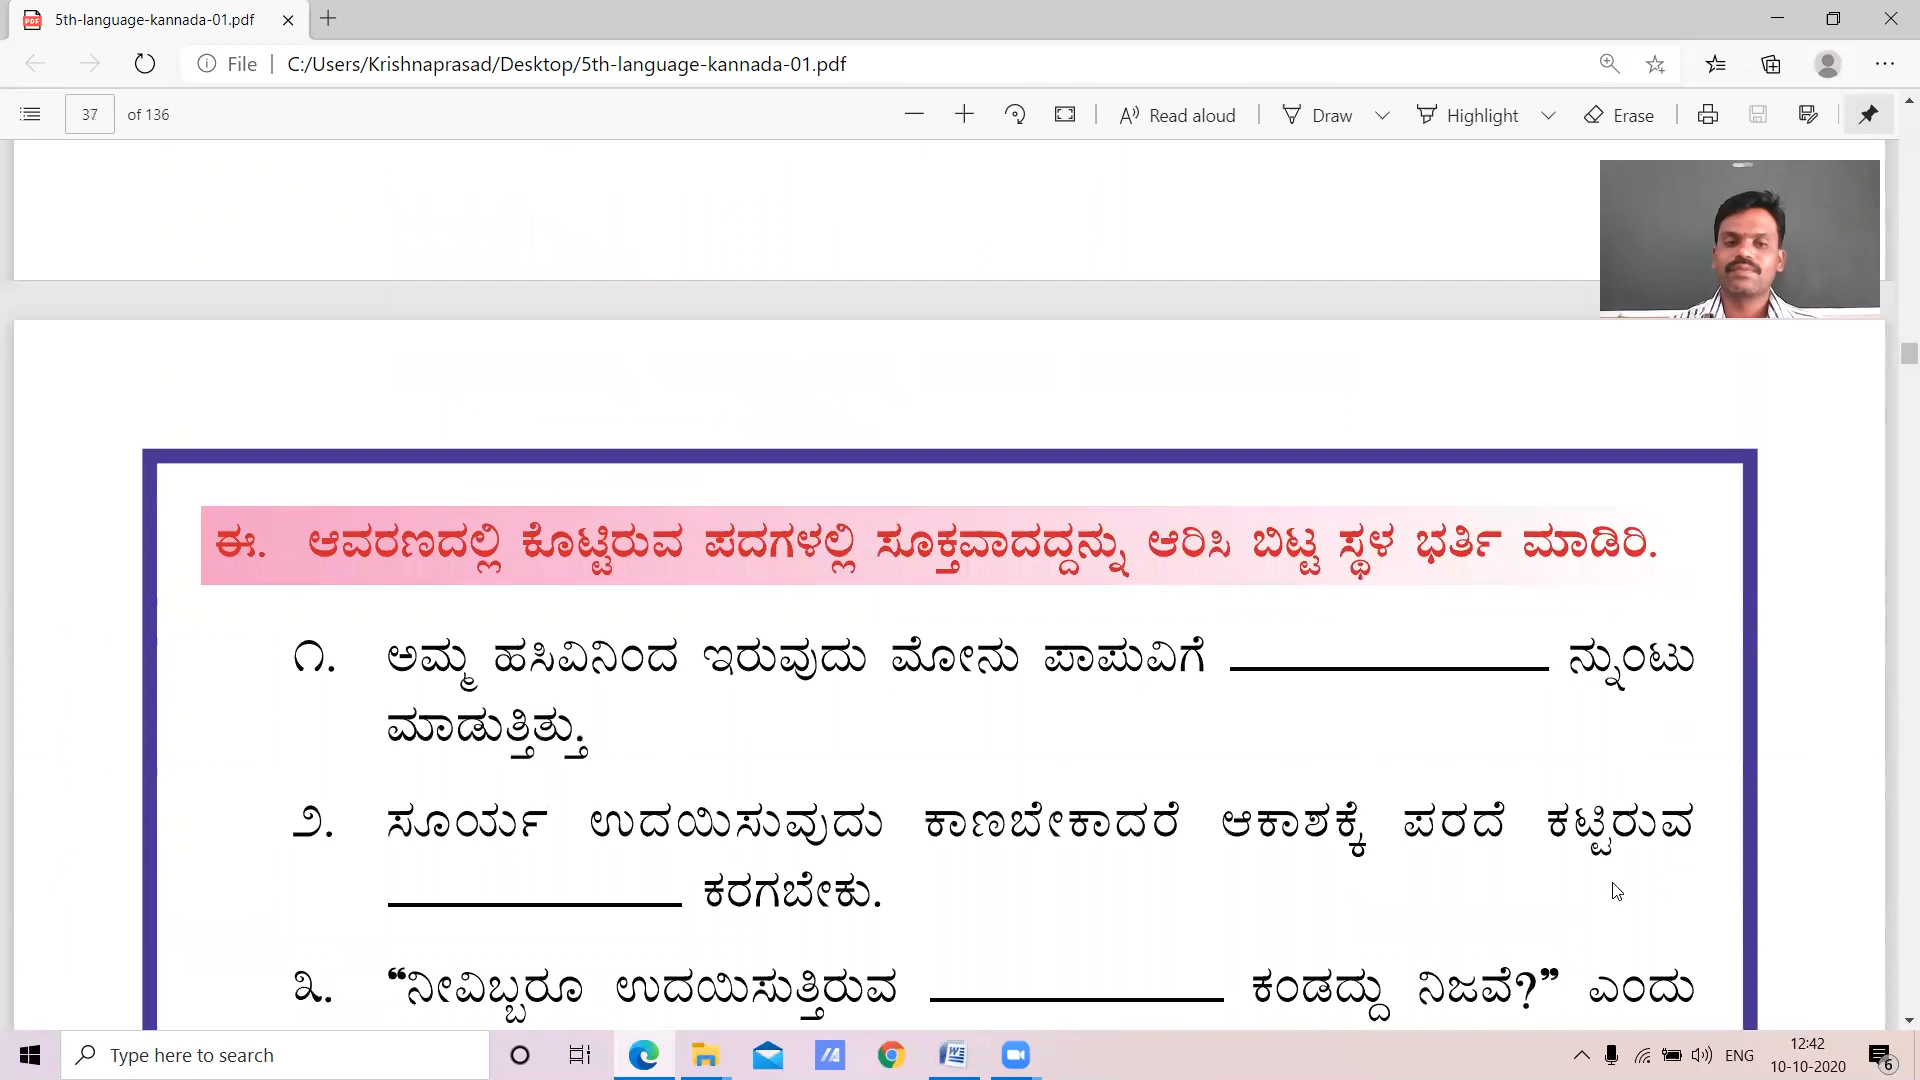 5th-language-kannada-01.pdf
File | C:/Users/Krishnaprasad/Desktop/5th-language-kannada-01.pdf
37 of 136 Read aloud Draw Highlight Erase
ಈ. ಆವರಣದಲ್ಲಿ ಕೊಟ್ಟಿರುವ ಪದಗಳಲ್ಲಿ ಸೂಕ್ತವಾದದ್ದನ್ನು ಆರಿಸಿ ಬಿಟ್ಟ ಸ್ಥಳ ಭರ್ತಿ ಮಾಡಿರಿ.
೧. ಅಮ್ಮ ಹಸಿವಿನಿಂದ ಇರುವುದು ಮೋನು ಪಾಪುವಿಗೆ ____________ ನ್ನುಂಟು
ಮಾಡುತ್ತಿತ್ತು.
೨. ಸೂರ್ಯ ಉದಯಿಸುವುದು ಕಾಣಬೇಕಾದರೆ ಆಕಾಶಕ್ಕೆ ಪರದೆ ಕಟ್ಟಿರುವ
____________ ಕರಗಬೇಕು.
೩. “ನೀವಿಬ್ಬರೂ ಉದಯಿಸುತ್ತಿರುವ ____________ ಕಂಡದ್ದು ನಿಜವೆ?” ಎಂದು
Type here to search ENG 12:42
10-10-2020 6